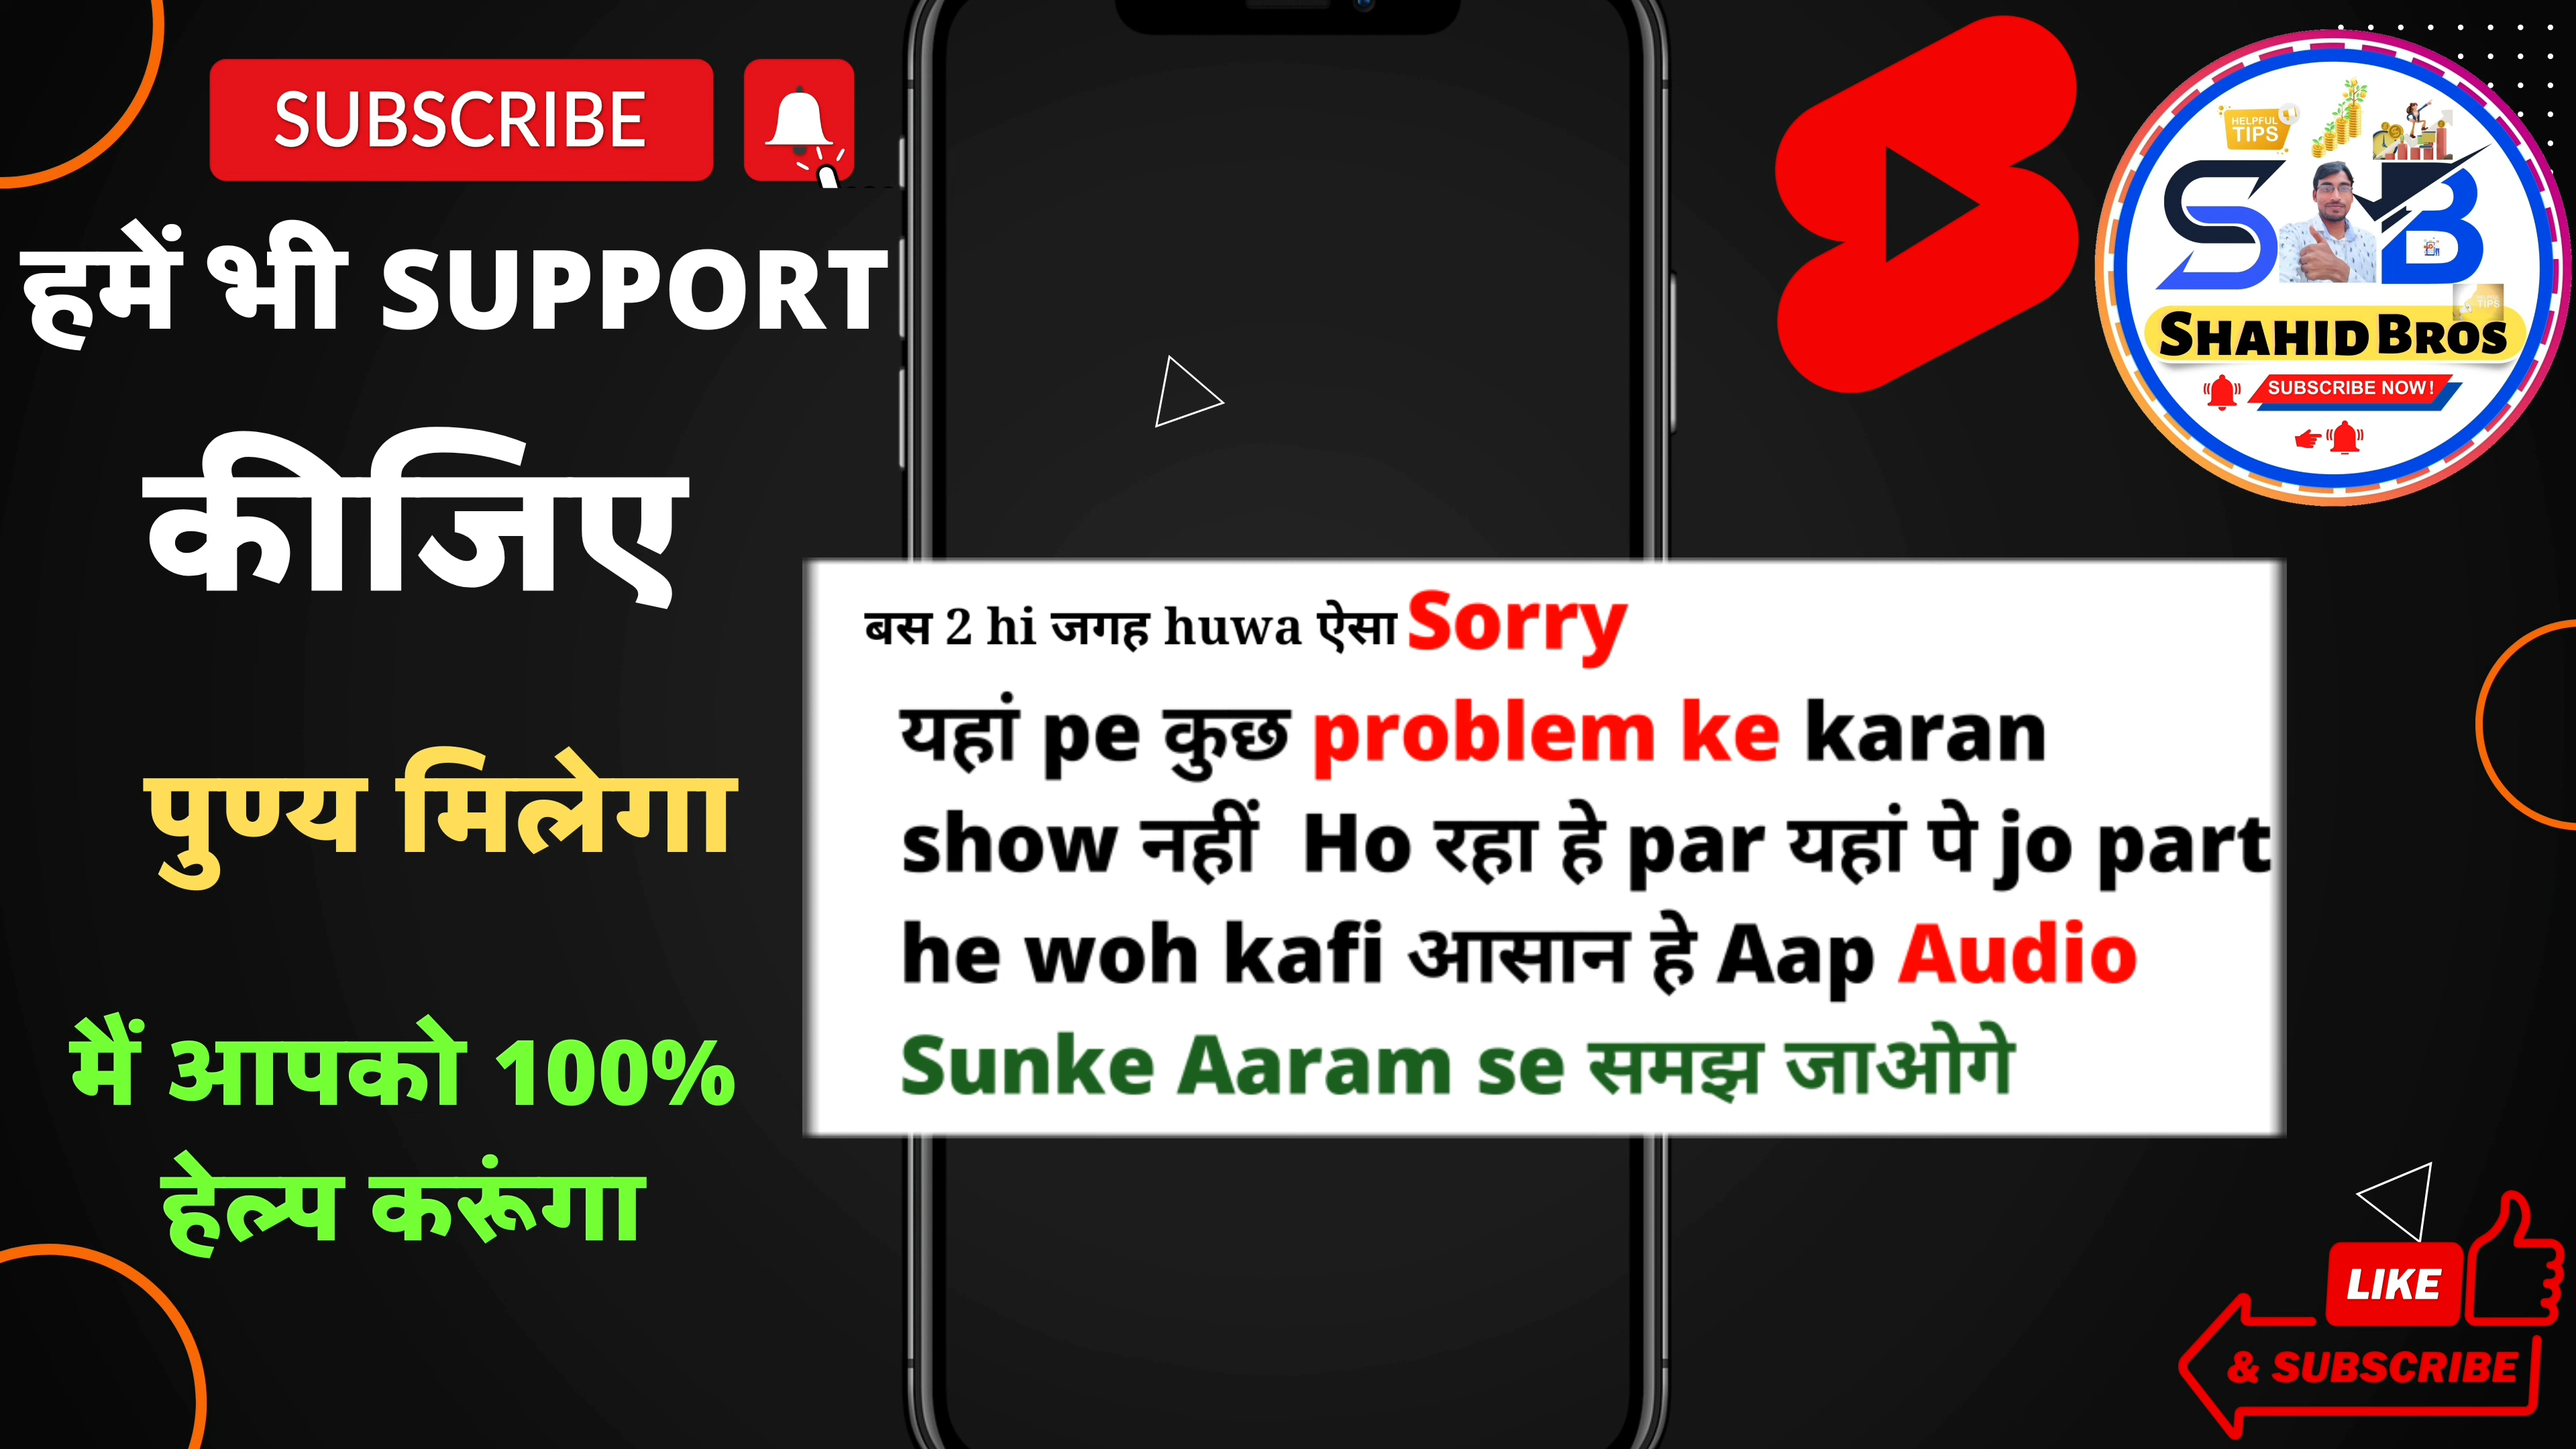 SUBSCRIBE
हमें भी SUPPORT
कीजिए
पुण्य मिलेगा
मैं आपको 100%
हेल्प करूंगा
बस 2 hi जगह huwa ऐसा Sorry
यहां pe कुछ problem ke karan
show नहीं Ho रहा हे par यहां पे jo part
he woh kafi आसान हे Aap Audio
Sunke Aaram se समझ जाओगे
HELPFUL
TIPS
S B
SHAHID BROS
SUBSCRIBE NOW!
LIKE
& SUBSCRIBE